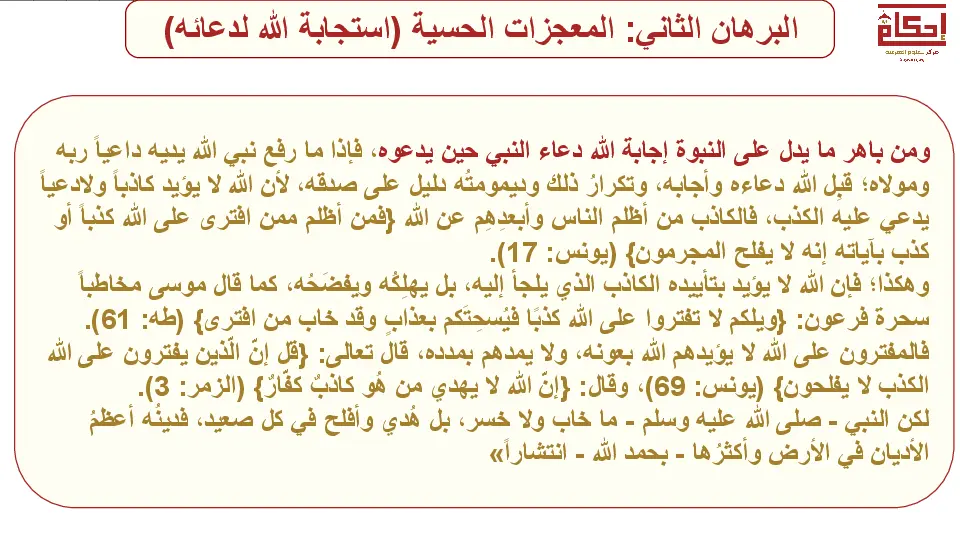 البرهان الثاني: المعجزات الحسية (استجابة الله لدعائه)
إحكام
ومن باهر ما يدل على النبوة إجابة الله دعاء النبي حين يدعوه، فإذا ما رفع نبي الله يديه داعياً ربه
ومولاه؛ قبِل الله دعاءه وأجابه، وتكرارُ ذلك وديمومتُه دليل على صدقه، لأن الله لا يؤيد كاذباً ولادعياً
يدعي عليه الكذب، فالكاذب من أظلم الناس وأبعدِهِم عن الله {فمن أظلم ممن افترى على الله كذباً أو
كذب بآياته إنه لا يفلح المجرمون} (يونس: 17).
وهكذا؛ فإن الله لا يؤيد بتأييده الكاذب الذي يلجأ إليه، بل يهلِكُه ويفضَحُه، كما قال موسى مخاطباً
سحرة فرعون: {ويلكم لا تفتروا على الله كذبًا فيُسحِتَكم بعذابٍ وقد خاب من افترى} (طه: 61).
فالمفترون على الله لا يؤيدهم الله بعونه، ولا يمدهم بمدده، قال تعالى: {قل إنّ الّذين يفترون على الله
الكذب لا يفلحون} (يونس: 69)، وقال: {إنّ الله لا يهدي من هُو كاذبٌ كفّارٌ} (الزمر: 3).
لكن النبي - صلى الله عليه وسلم - ما خاب ولا خسر، بل هُدي وأفلح في كل صعيد، فدينُه أعظمُ
الأديان في الأرض وأكثرُها - بحمد الله - انتشاراً»